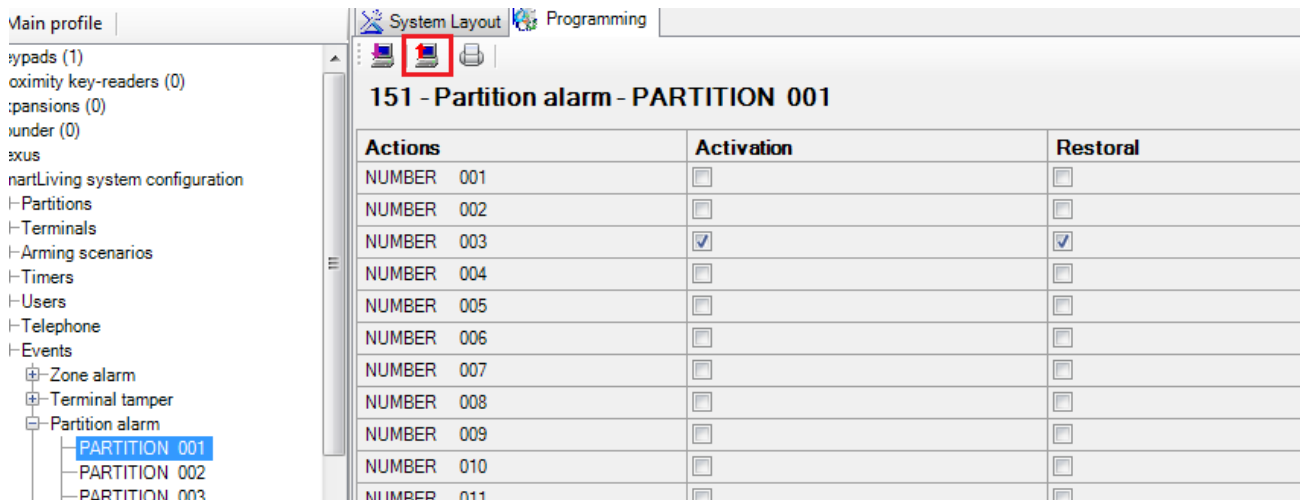 Main profile
System Layout
Programming
eypads (1)
oximity key-readers (0)
pansions (0)
ounder (0)
exus
martLiving system configuration
Partitions
Terminals
Arming scenarios
Timers
Users
Telephone
Events
Zone alarm
Terminal tamper
Partition alarm
PARTITION 001
PARTITION 002
PARTITION 003
151 - Partition alarm - PARTITION 001
Actions Activation Restoral
NUMBER 001
NUMBER 002
NUMBER 003
NUMBER 004
NUMBER 005
NUMBER 006
NUMBER 007
NUMBER 008
NUMBER 009
NUMBER 010
NUMBER 011